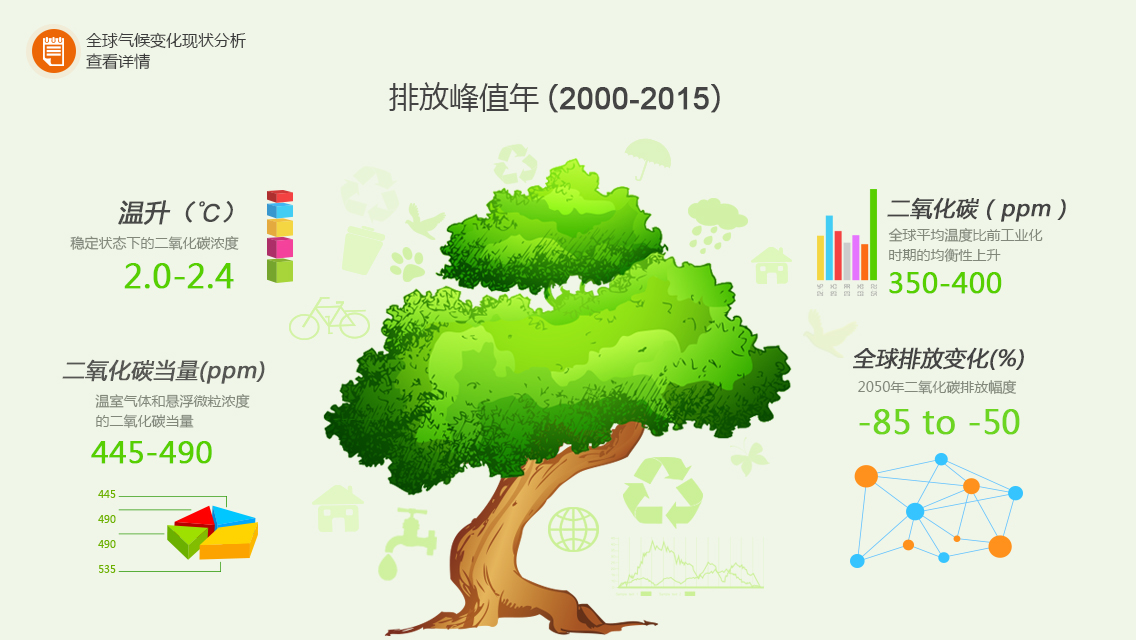 全球气候变化现状分析
查看详情
排放峰值年（2000-2015）
温升（℃）
稳定状态下的二氧化碳浓度
2.0-2.4
二氧化碳（ppm）
全球平均温度比前工业化
时期的均衡性上升
350-400
二氧化碳当量(ppm)
温室气体和悬浮微粒浓度
的二氧化碳当量
445-490
445
490
490
535
全球排放变化(%)
2050年二氧化碳排放幅度
-85 to -50